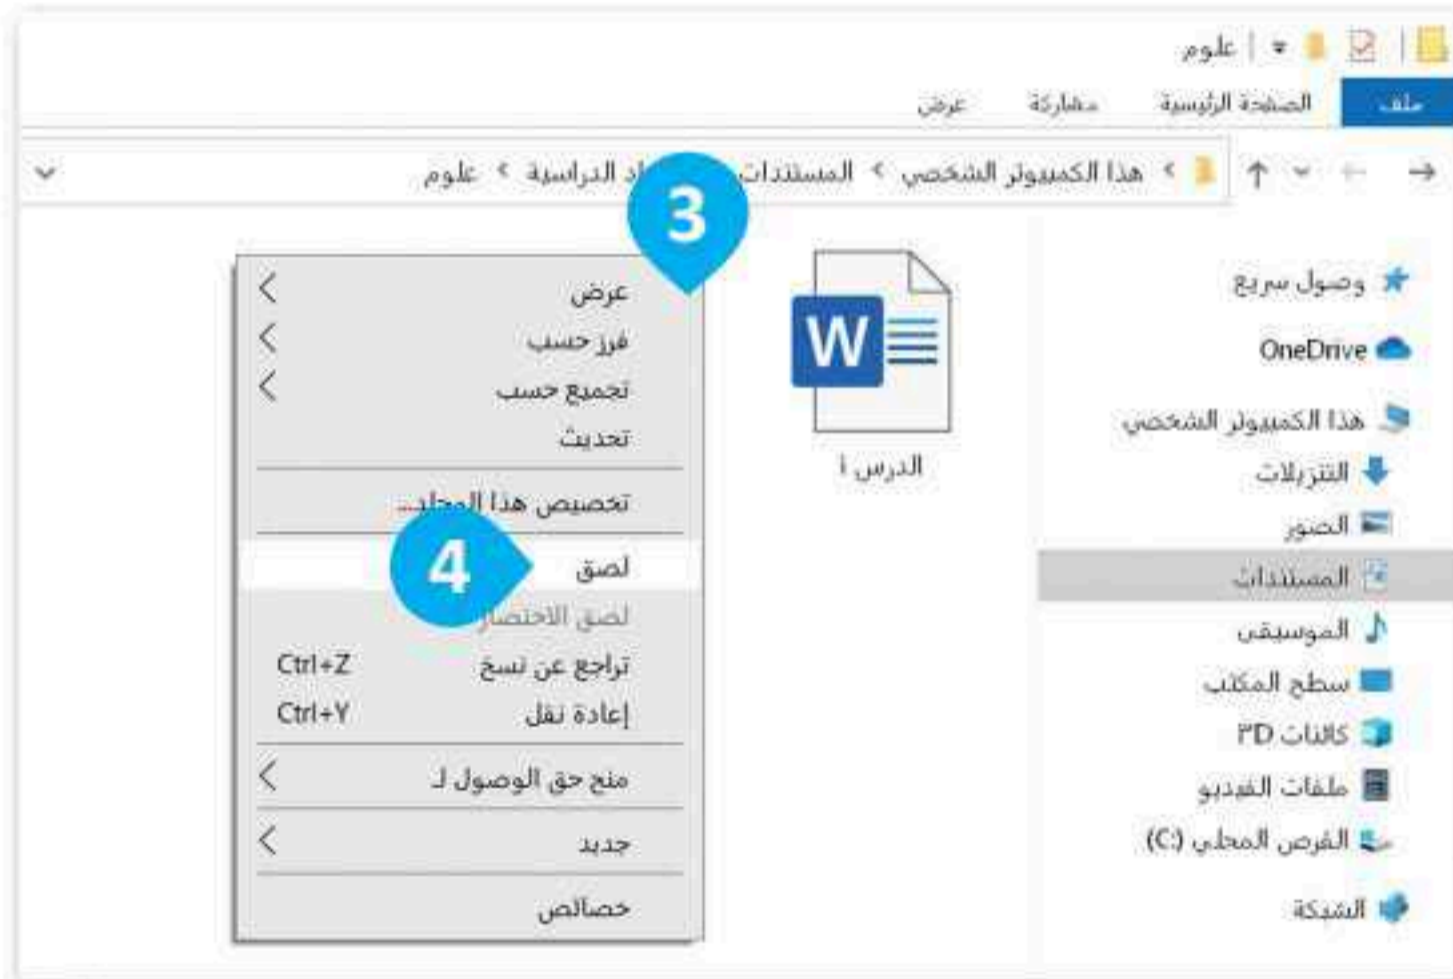 علوم
ملف الصفحة الرئيسية مشاركة عرض
هذا الكمبيوتر الشخصي > المستندات > الدراسية > علوم
3
وصول سريع
OneDrive
هذا الكمبيوتر الشخصي
التنزيلات
الصور
المستندات
الموسيقى
سطح المكتب
كائنات ٣D
ملفات الفيديو
القرص المحلي (C:)
الشبكة
W
الدرس ١
عرض
فرز حسب
تجميع حسب
تحديث
تخصيص هذا المجلد...
4
لصق
لصق الاختصار
تراجع عن نسخ Ctrl+Z
إعادة نقل Ctrl+Y
منح حق الوصول لـ
جديد
خصائص